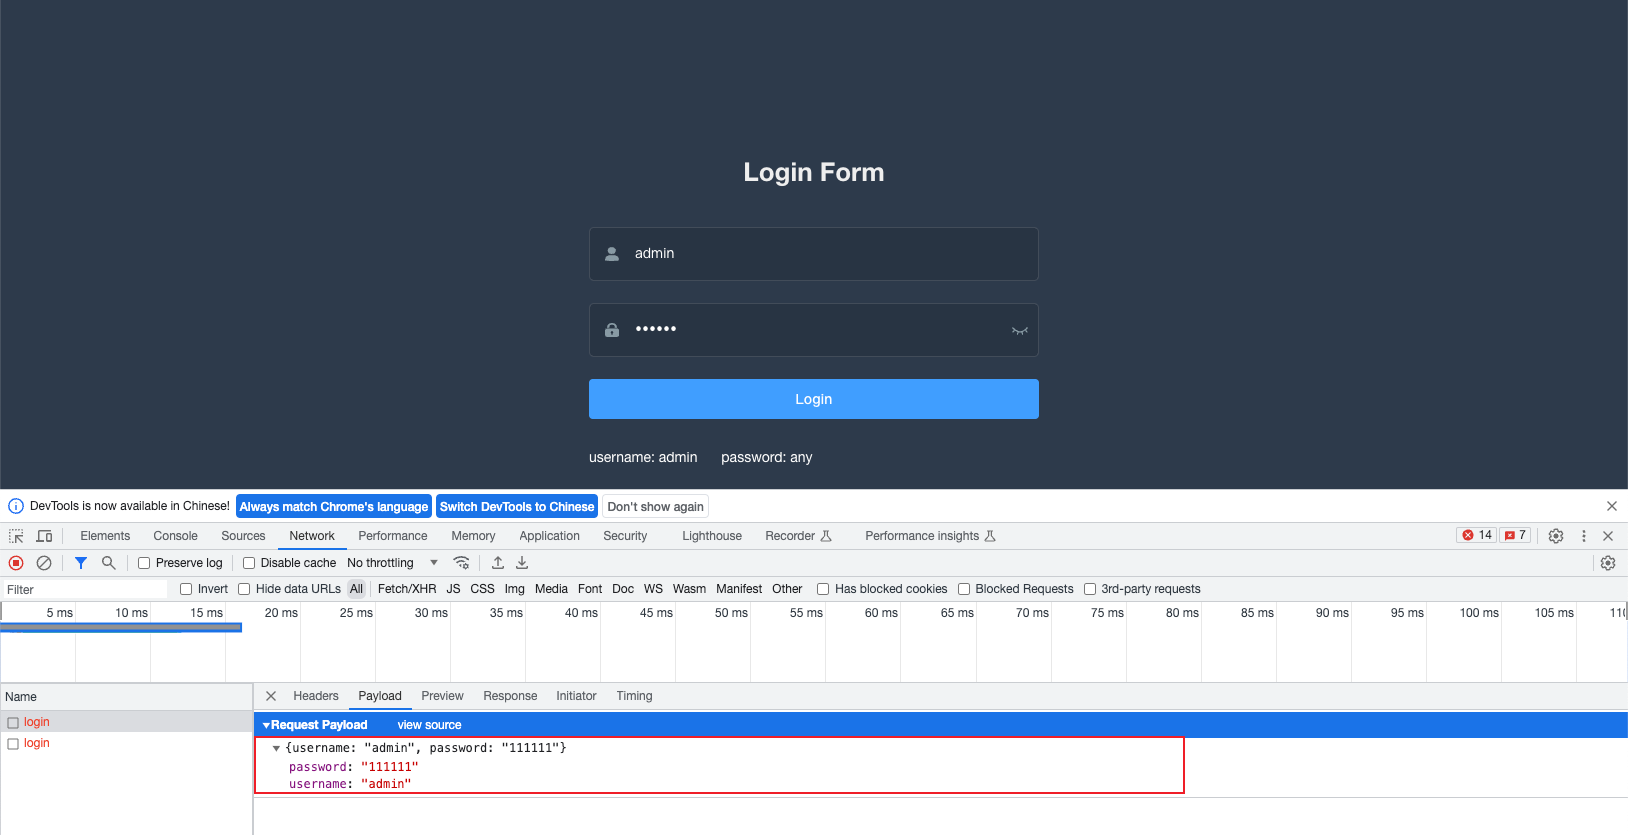 Login Form
admin
••••••
Login
username: admin password: any
DevTools is now available in Chinese! Always match Chrome's language Switch DevTools to Chinese Don't show again
Elements Console Sources Network Performance Memory Application Security Lighthouse Recorder Performance insights 14 7
Preserve log Disable cache No throttling
Filter Invert Hide data URLs All Fetch/XHR JS CSS Img Media Font Doc WS Wasm Manifest Other Has blocked cookies Blocked Requests 3rd-party requests
5 ms 10 ms 15 ms 20 ms 25 ms 30 ms 35 ms 40 ms 45 ms 50 ms 55 ms 60 ms 65 ms 70 ms 75 ms 80 ms 85 ms 90 ms 95 ms 100 ms 105 ms
Name Headers Payload Preview Response Initiator Timing
login
login
Request Payload view source
{username: "admin", password: "111111"}
password: "111111"
username: "admin"